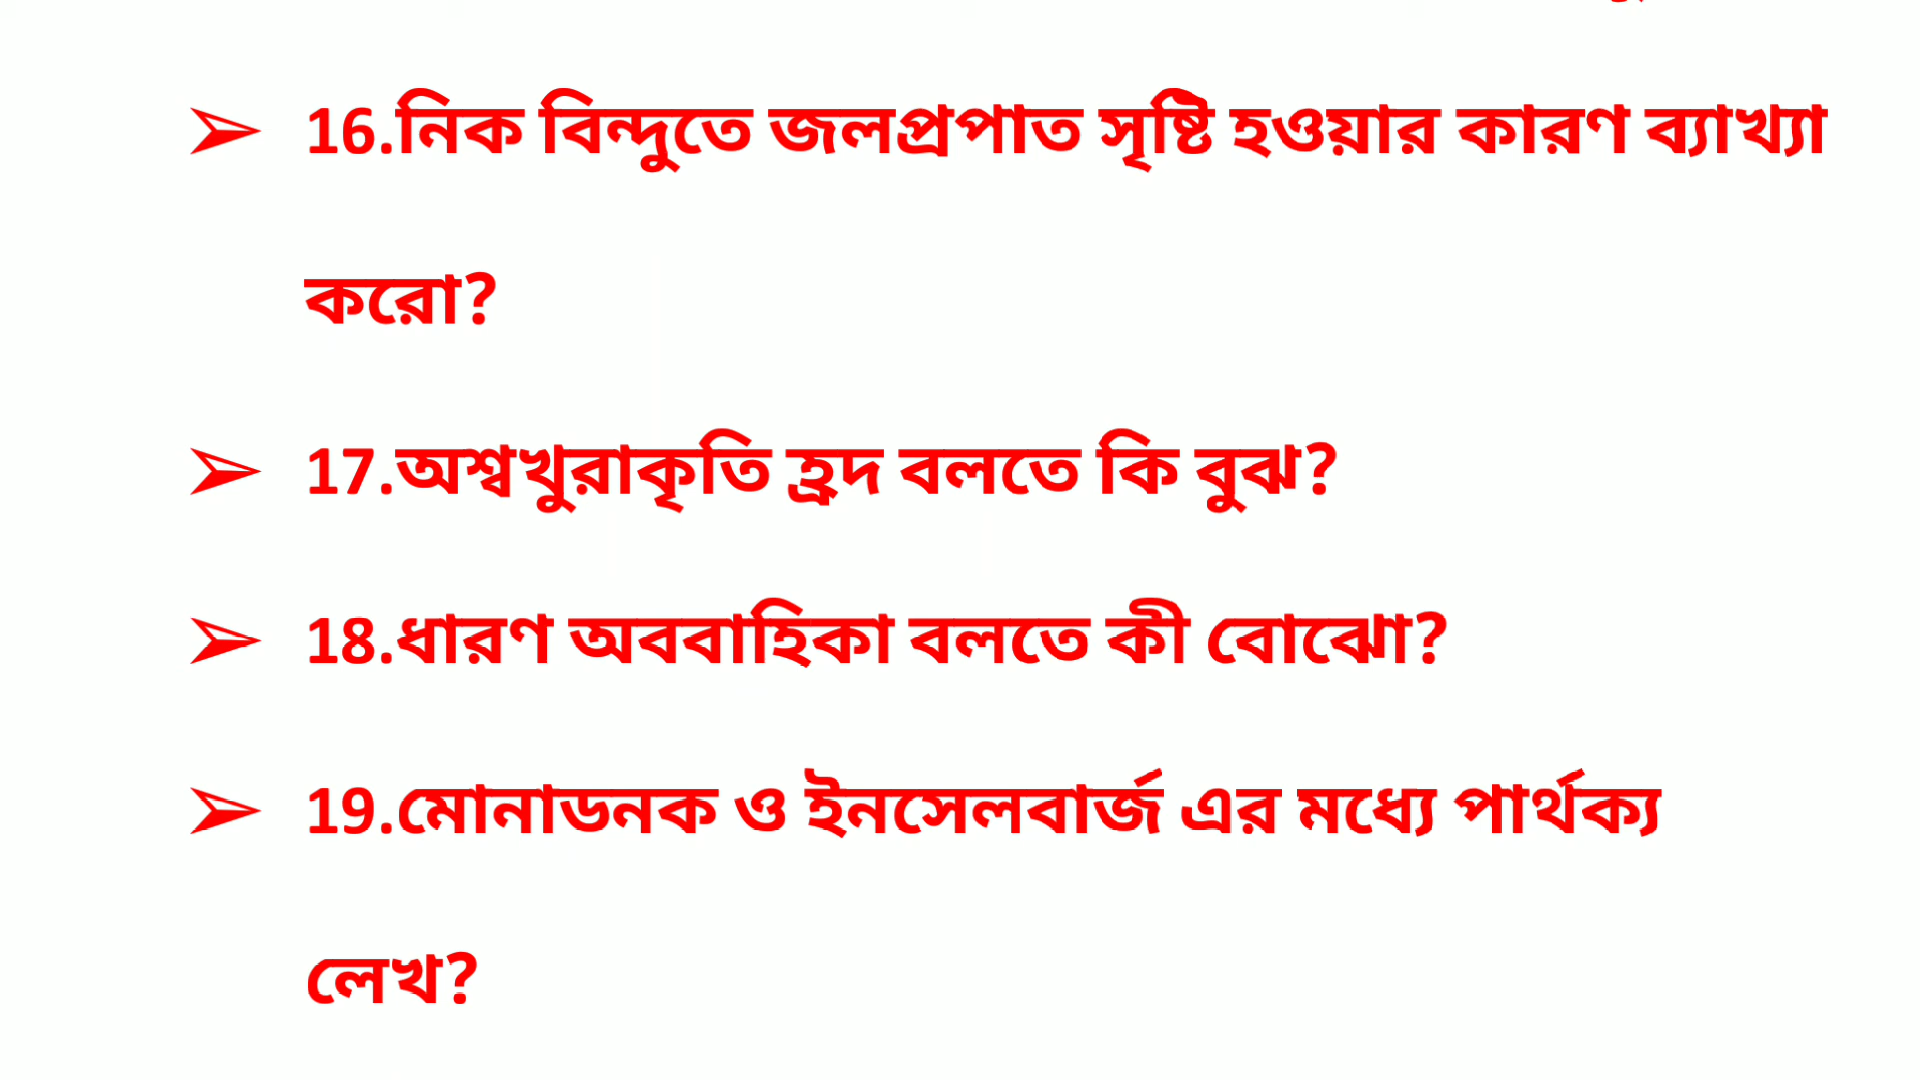 ➢ 16.নিক বিন্দুতে জলপ্রপাত সৃষ্টি হওয়ার কারণ ব্যাখ্যা
করো?
➢ 17.অশ্বখুরাকৃতি হ্রদ বলতে কি বুঝ?
➢ 18.ধারণ অববাহিকা বলতে কী বোঝো?
➢ 19.মোনাডনক ও ইনসেলবার্জ এর মধ্যে পার্থক্য
লেখ?